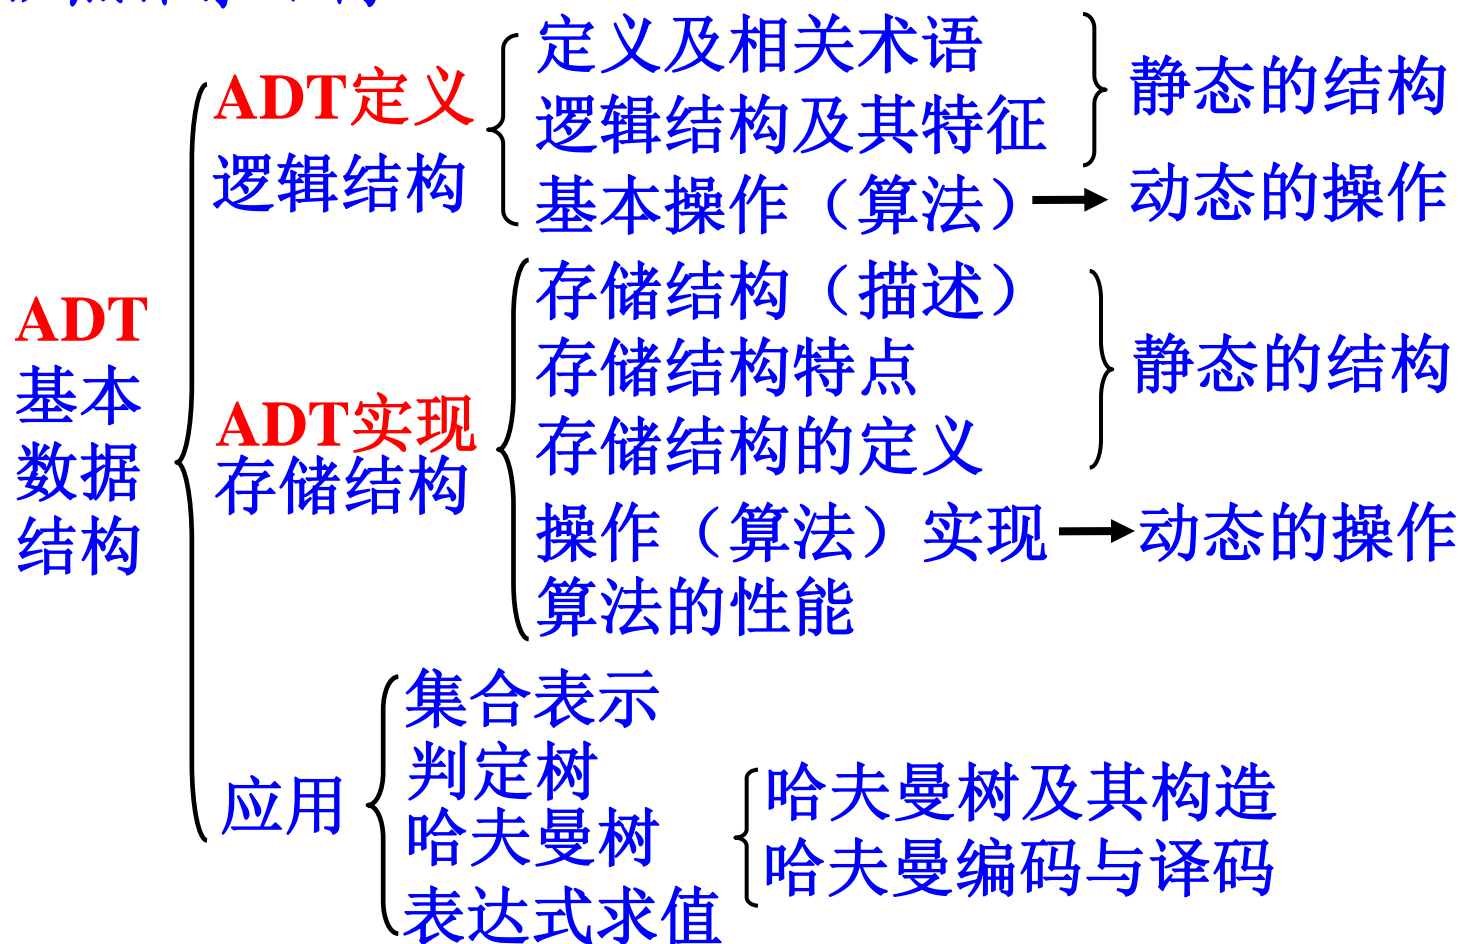 ADT
基本
数据
结构
ADT定义
逻辑结构
定义及相关术语
逻辑结构及其特征
基本操作（算法）
静态的结构
动态的操作
ADT实现
存储结构
存储结构（描述）
存储结构特点
存储结构的定义
操作（算法）实现
算法的性能
静态的结构
动态的操作
应用
集合表示
判定树
哈夫曼树
表达式求值
哈夫曼树及其构造
哈夫曼编码与译码